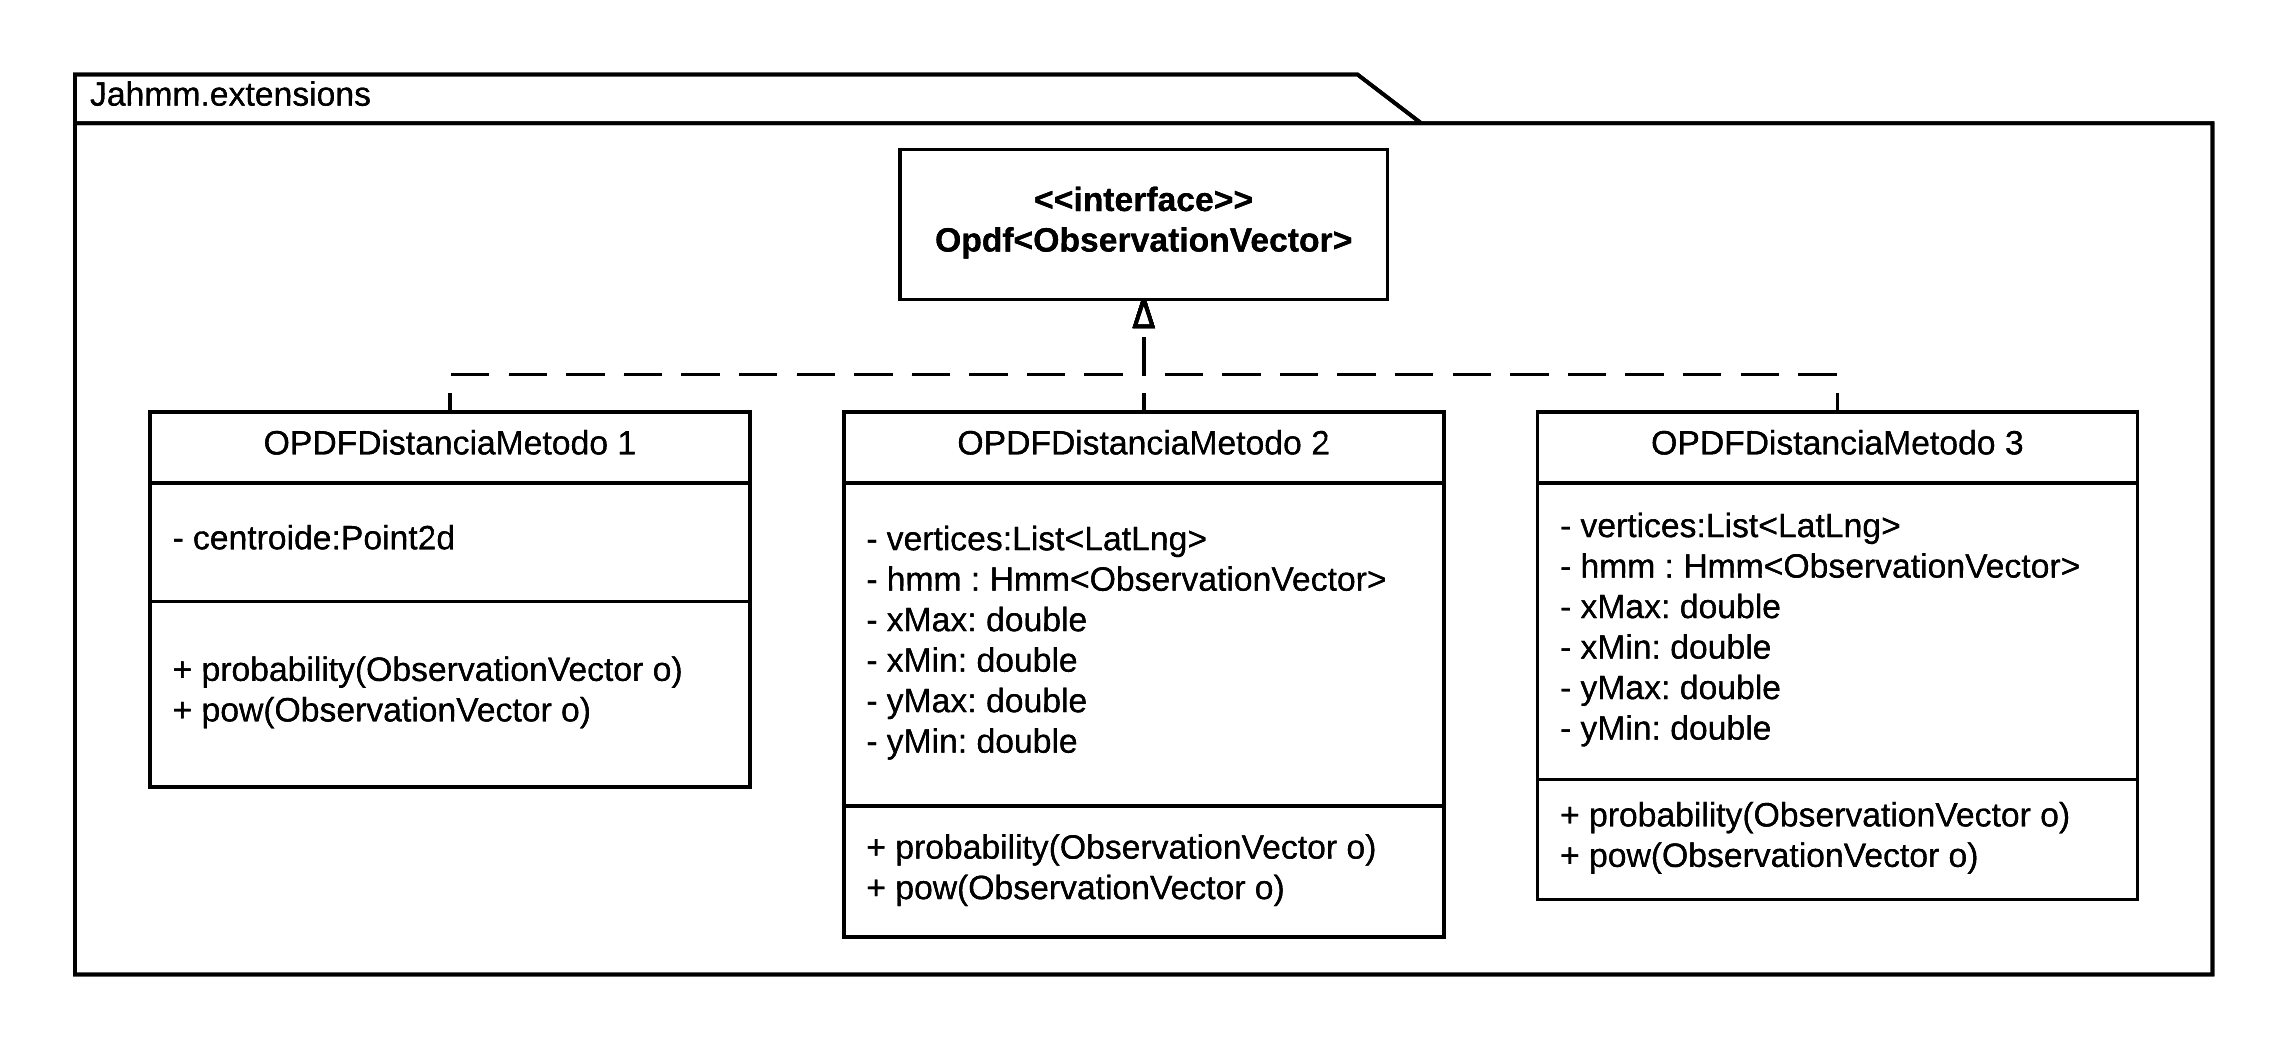 Jahmm.extensions
<<interface>>
Opdf<ObservationVector>
OPDFDistanciaMetodo 1
- centroide:Point2d
+ probability(ObservationVector o)
+ pow(ObservationVector o)
OPDFDistanciaMetodo 2
- vertices:List<LatLng>
- hmm : Hmm<ObservationVector>
- xMax: double
- xMin: double
- yMax: double
- yMin: double
+ probability(ObservationVector o)
+ pow(ObservationVector o)
OPDFDistanciaMetodo 3
- vertices:List<LatLng>
- hmm : Hmm<ObservationVector>
- xMax: double
- xMin: double
- yMax: double
- yMin: double
+ probability(ObservationVector o)
+ pow(ObservationVector o)